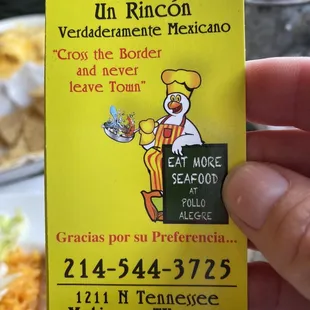 Un Rincón
Verdaderamente Mexicano
"Cross the Border
and never
leave Town"
EAT MORE
SEAFOOD
AT
POLLO
ALEGRE
Gracias por su Preferencia...
214-544-3725
1211 N Tennessee